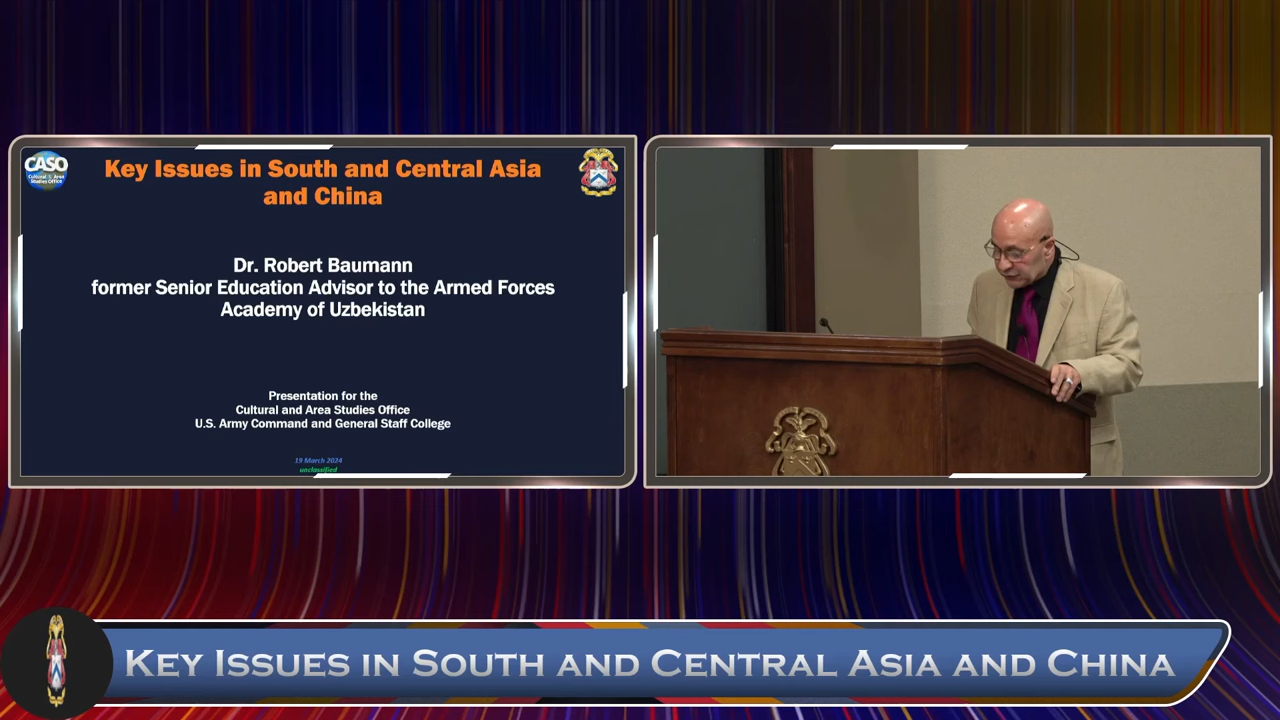 CASO
Cultural & Area
Studies Office
Key Issues in South and Central Asia
and China
Dr. Robert Baumann
former Senior Education Advisor to the Armed Forces
Academy of Uzbekistan
Presentation for the
Cultural and Area Studies Office
U.S. Army Command and General Staff College
19 March 2024
unclassified
KEY ISSUES IN SOUTH AND CENTRAL ASIA AND CHINA